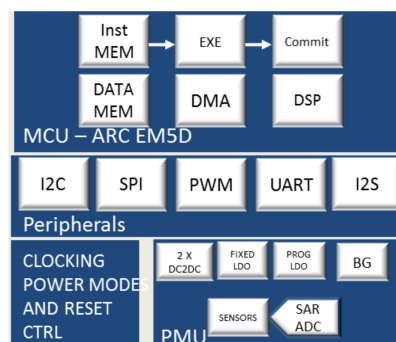 Inst
MEM
EXE
Commit
DATA
MEM
DMA
DSP
MCU – ARC EM5D
I2C
SPI
PWM
UART
I2S
Peripherals
CLOCKING
POWER MODES
AND RESET
CTRL
2 X
DC2DC
FIXED
LDO
PROG
LDO
BG
SENSORS
SAR
ADC
PMU